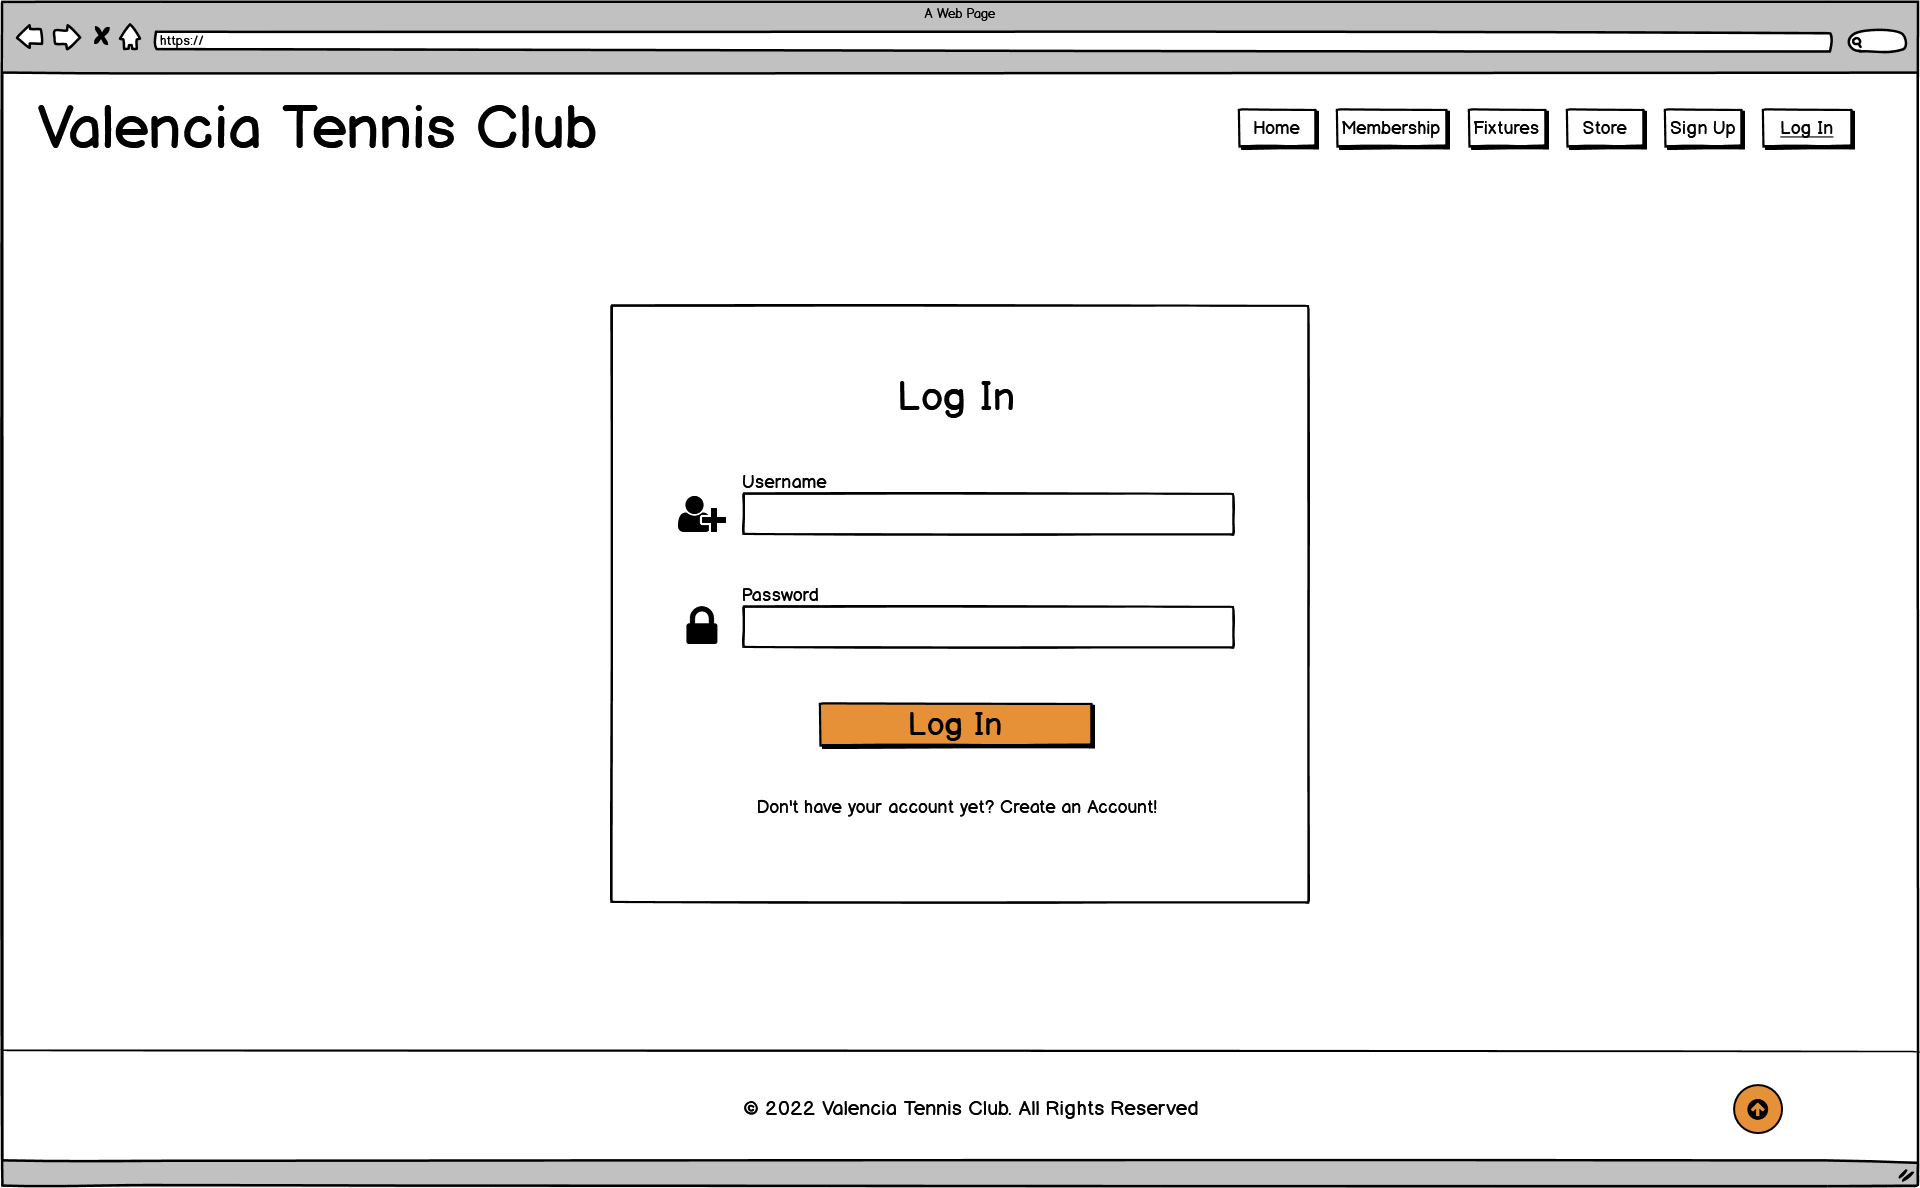 A Web Page
https://
Valencia Tennis Club
Home Membership Fixtures Store Sign Up Log In
Log In
Username
Password
Log In
Don't have your account yet? Create an Account!
© 2022 Valencia Tennis Club. All Rights Reserved